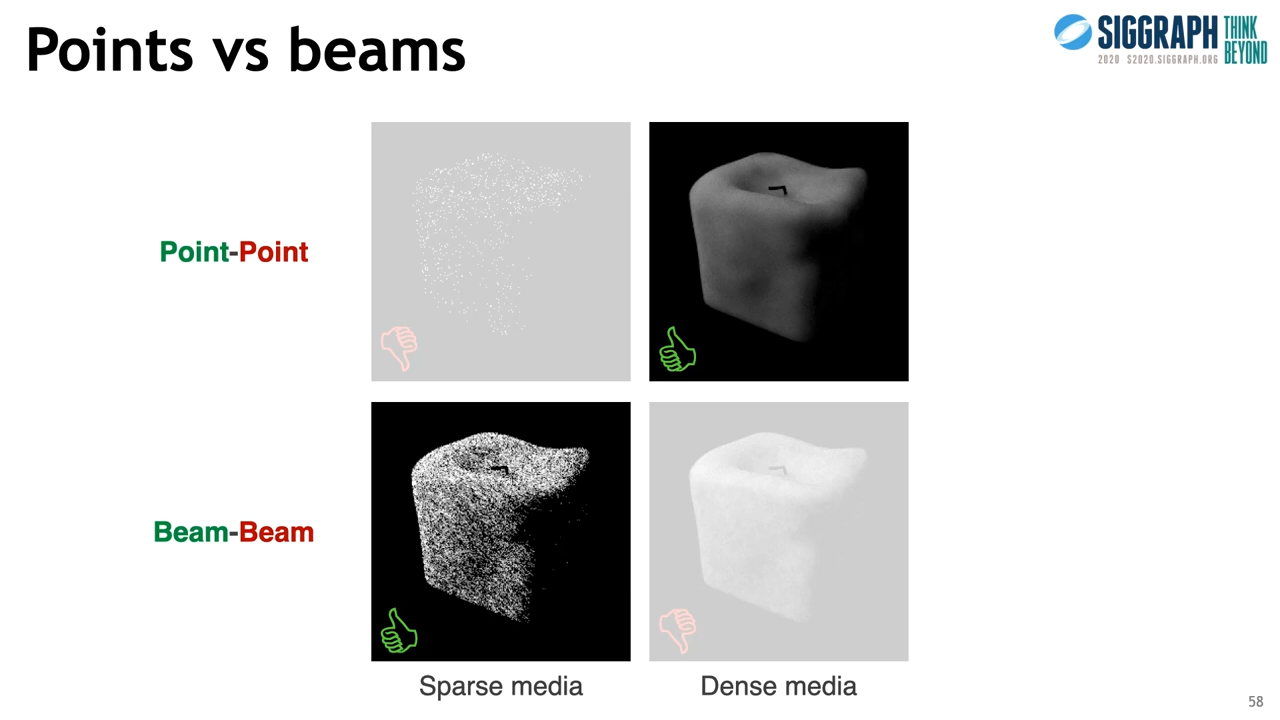 Points vs beams
SIGGRAPH THINK BEYOND
2020 S2020.SIGGRAPH.ORG
Point-Point
Beam-Beam
Sparse media
Dense media
58